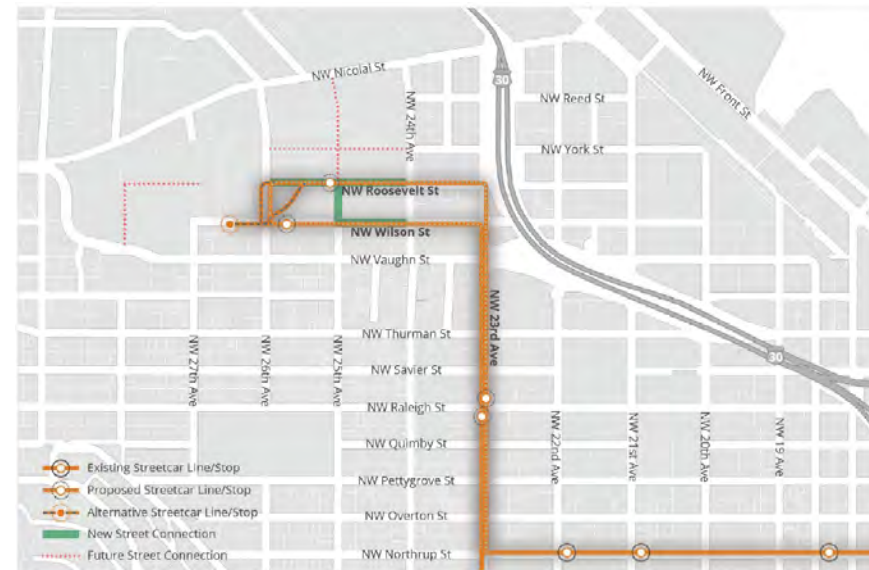 NW Nicolai St
30
NW Front St
NW 24th Ave
NW Reed St
NW York St
NW Roosevelt St
NW Wilson St
NW Vaughn St
NW 23rd Ave
NW Thurman St
30
NW 27th Ave
NW 26th Ave
NW 25th Ave
NW Savier St
NW Raleigh St
NW 22nd Ave
NW 21st Ave
NW 20th Ave
NW 19 Ave
NW Quimby St
NW Pettygrove St
NW Overton St
NW Northrup St
Existing Streetcar Line/Stop
Proposed Streetcar Line/Stop
Alternative Streetcar Line/Stop
New Street Connection
Future Street Connection